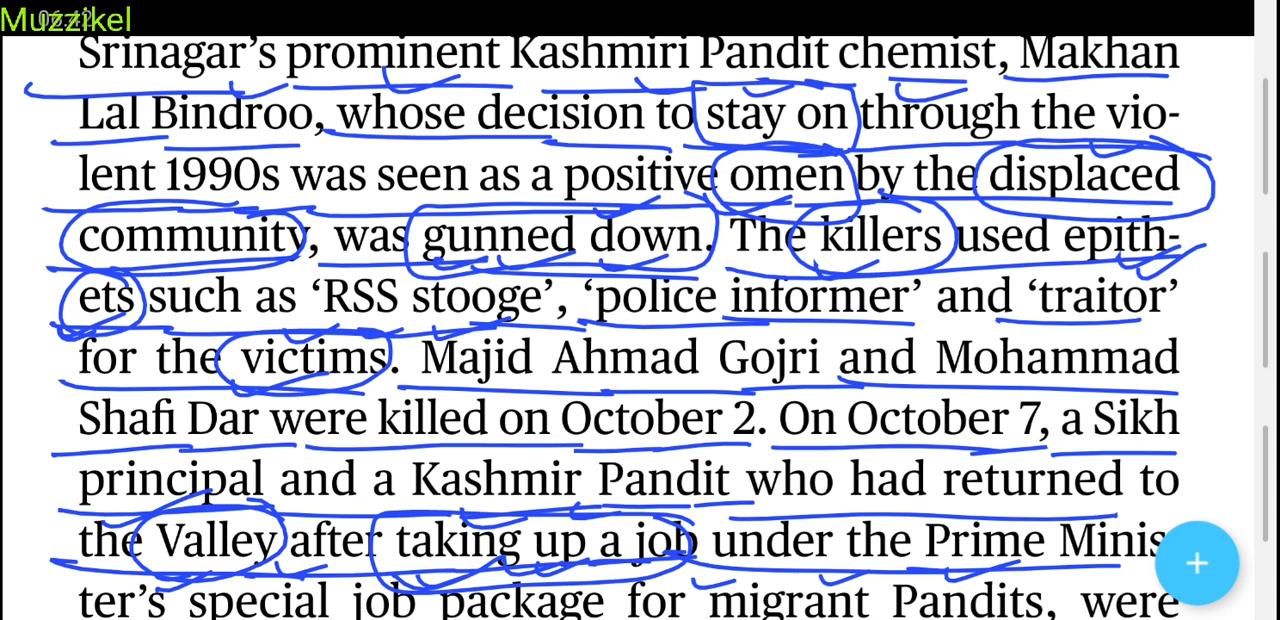 Muzzikel
Srinagar’s prominent Kashmiri Pandit chemist, Makhan
Lal Bindroo, whose decision to stay on through the vio-
lent 1990s was seen as a positive omen by the displaced
community, was gunned down. The killers used epith-
ets such as ‘RSS stooge’, ‘police informer’ and ‘traitor’
for the victims. Majid Ahmad Gojri and Mohammad
Shafi Dar were killed on October 2. On October 7, a Sikh
principal and a Kashmir Pandit who had returned to
the Valley after taking up a job under the Prime Minis-
ter’s special job package for migrant Pandits, were